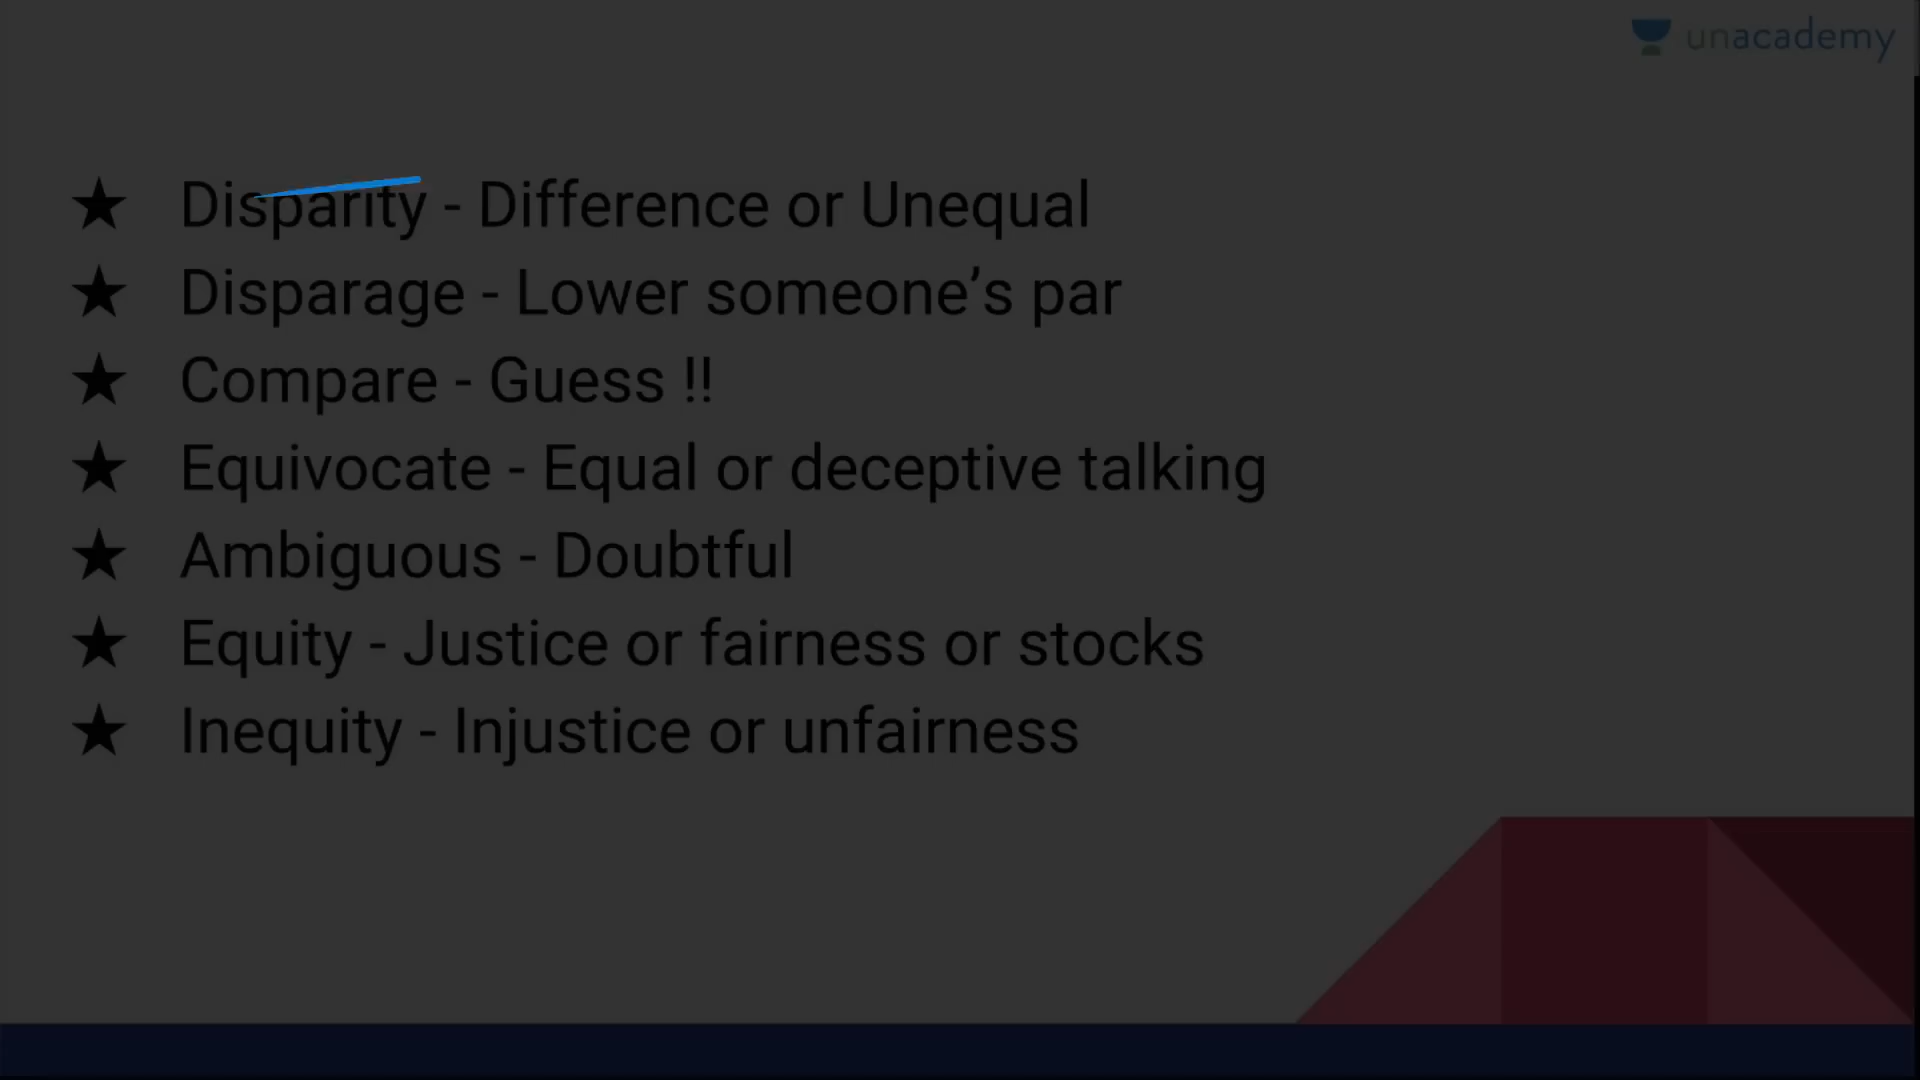 unacademy
★ Disparity - Difference or Unequal
★ Disparage - Lower someone’s par
★ Compare - Guess !!
★ Equivocate - Equal or deceptive talking
★ Ambiguous - Doubtful
★ Equity - Justice or fairness or stocks
★ Inequity - Injustice or unfairness